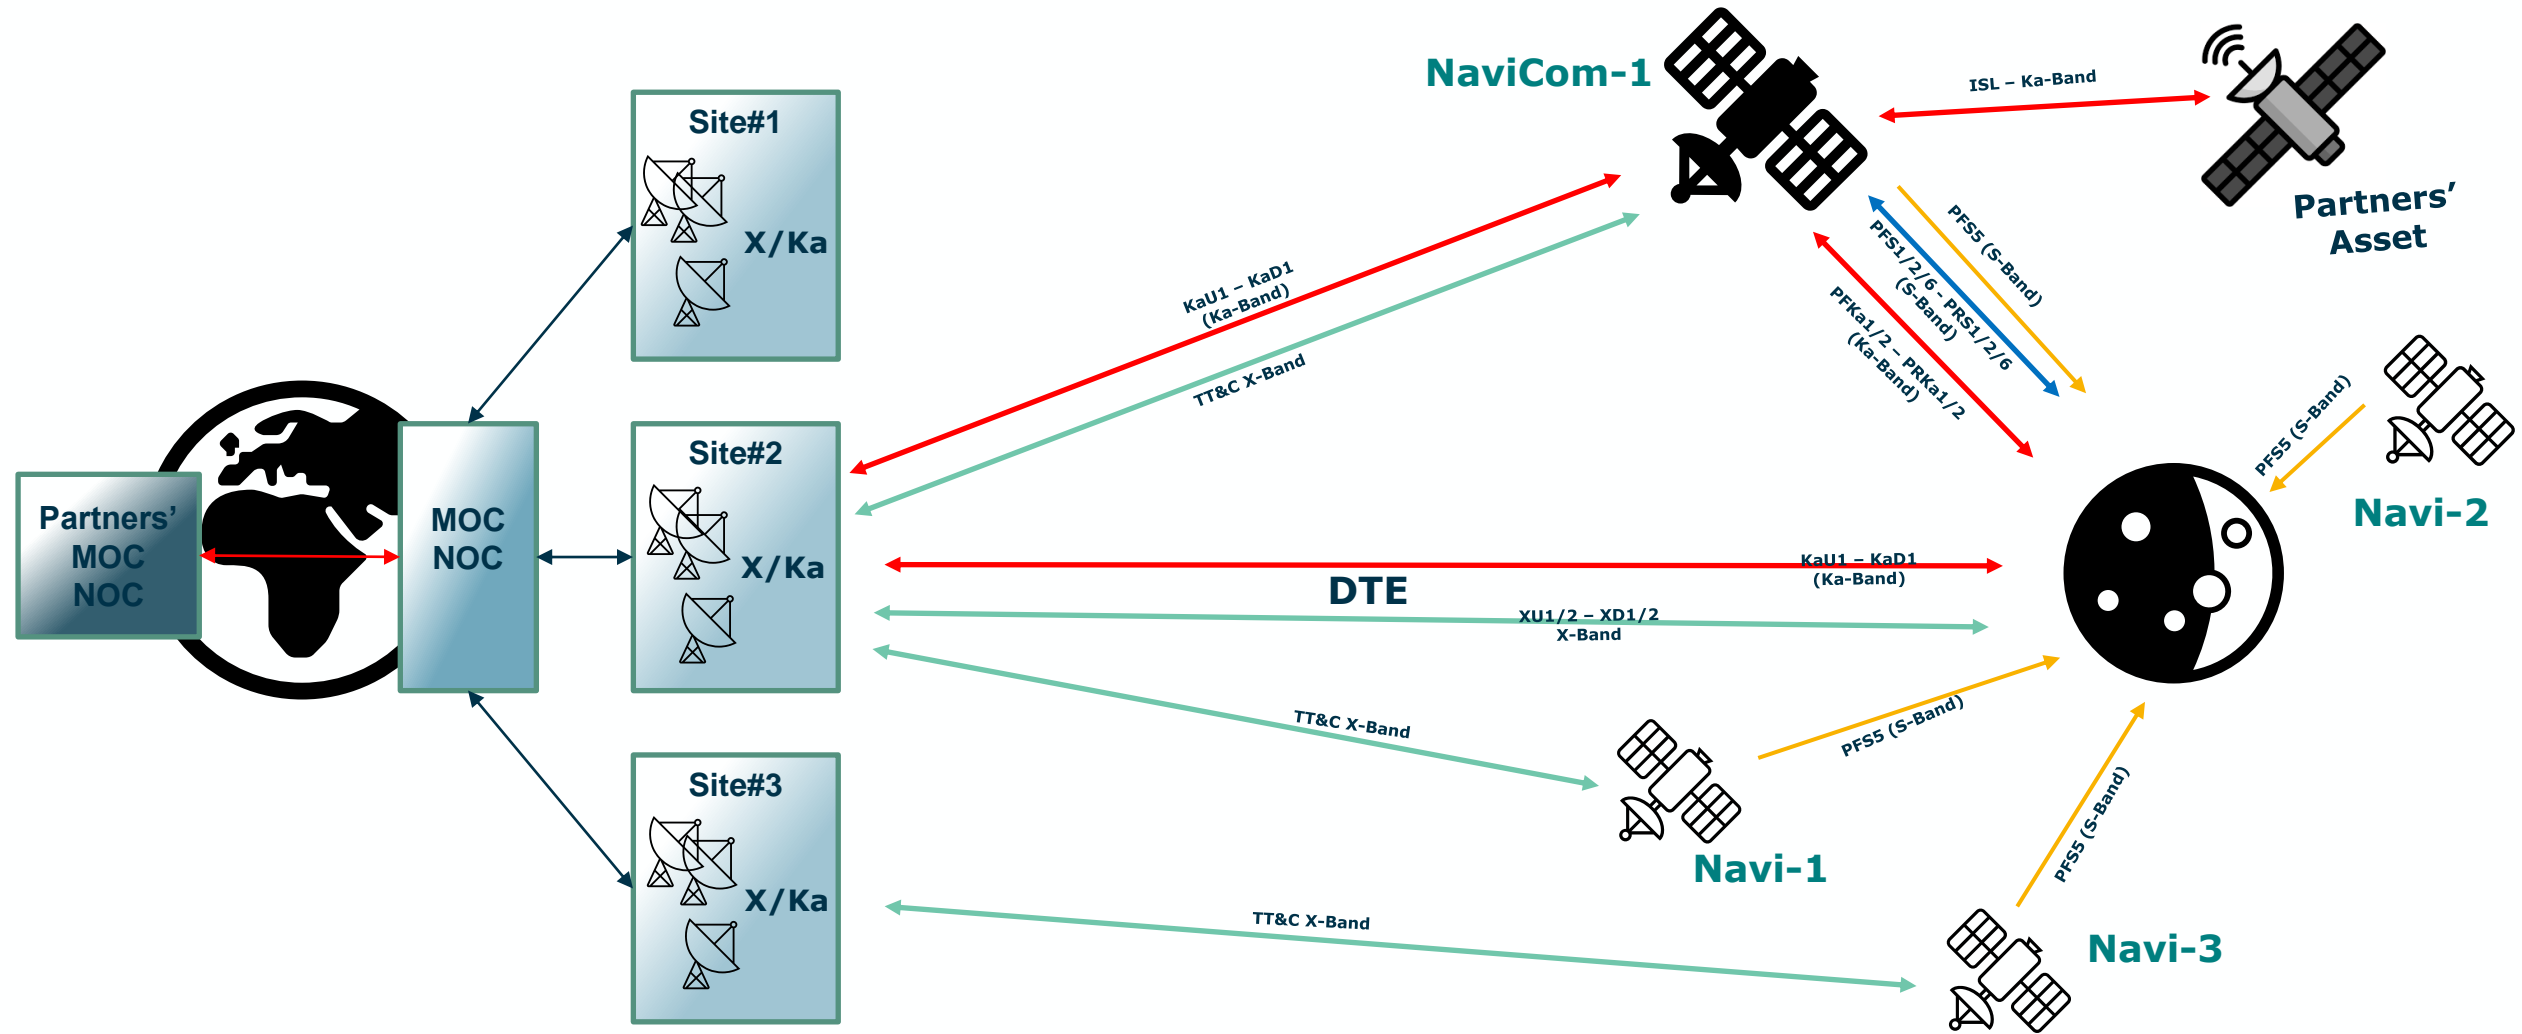 NaviCom-1
ISL – Ka-Band
Partners’
Asset
Site#1
X/Ka
KaU1 – KaD1
(Ka-Band)
TT&C X-Band
PFS5 (S-Band)
PFS1/2/6 - PRS1/2/6
(S-Band)
PFKa1/2 – PRKa1/2
(Ka-Band)
PFS5 (S-Band)
Navi-2
Partners’
MOC
NOC
MOC
NOC
Site#2
X/Ka
KaU1 – KaD1
(Ka-Band)
DTE
XU1/2 – XD1/2
X-Band
TT&C X-Band
PFS5 (S-Band)
Navi-1
Site#3
X/Ka
TT&C X-Band
PFS5 (S-Band)
Navi-3